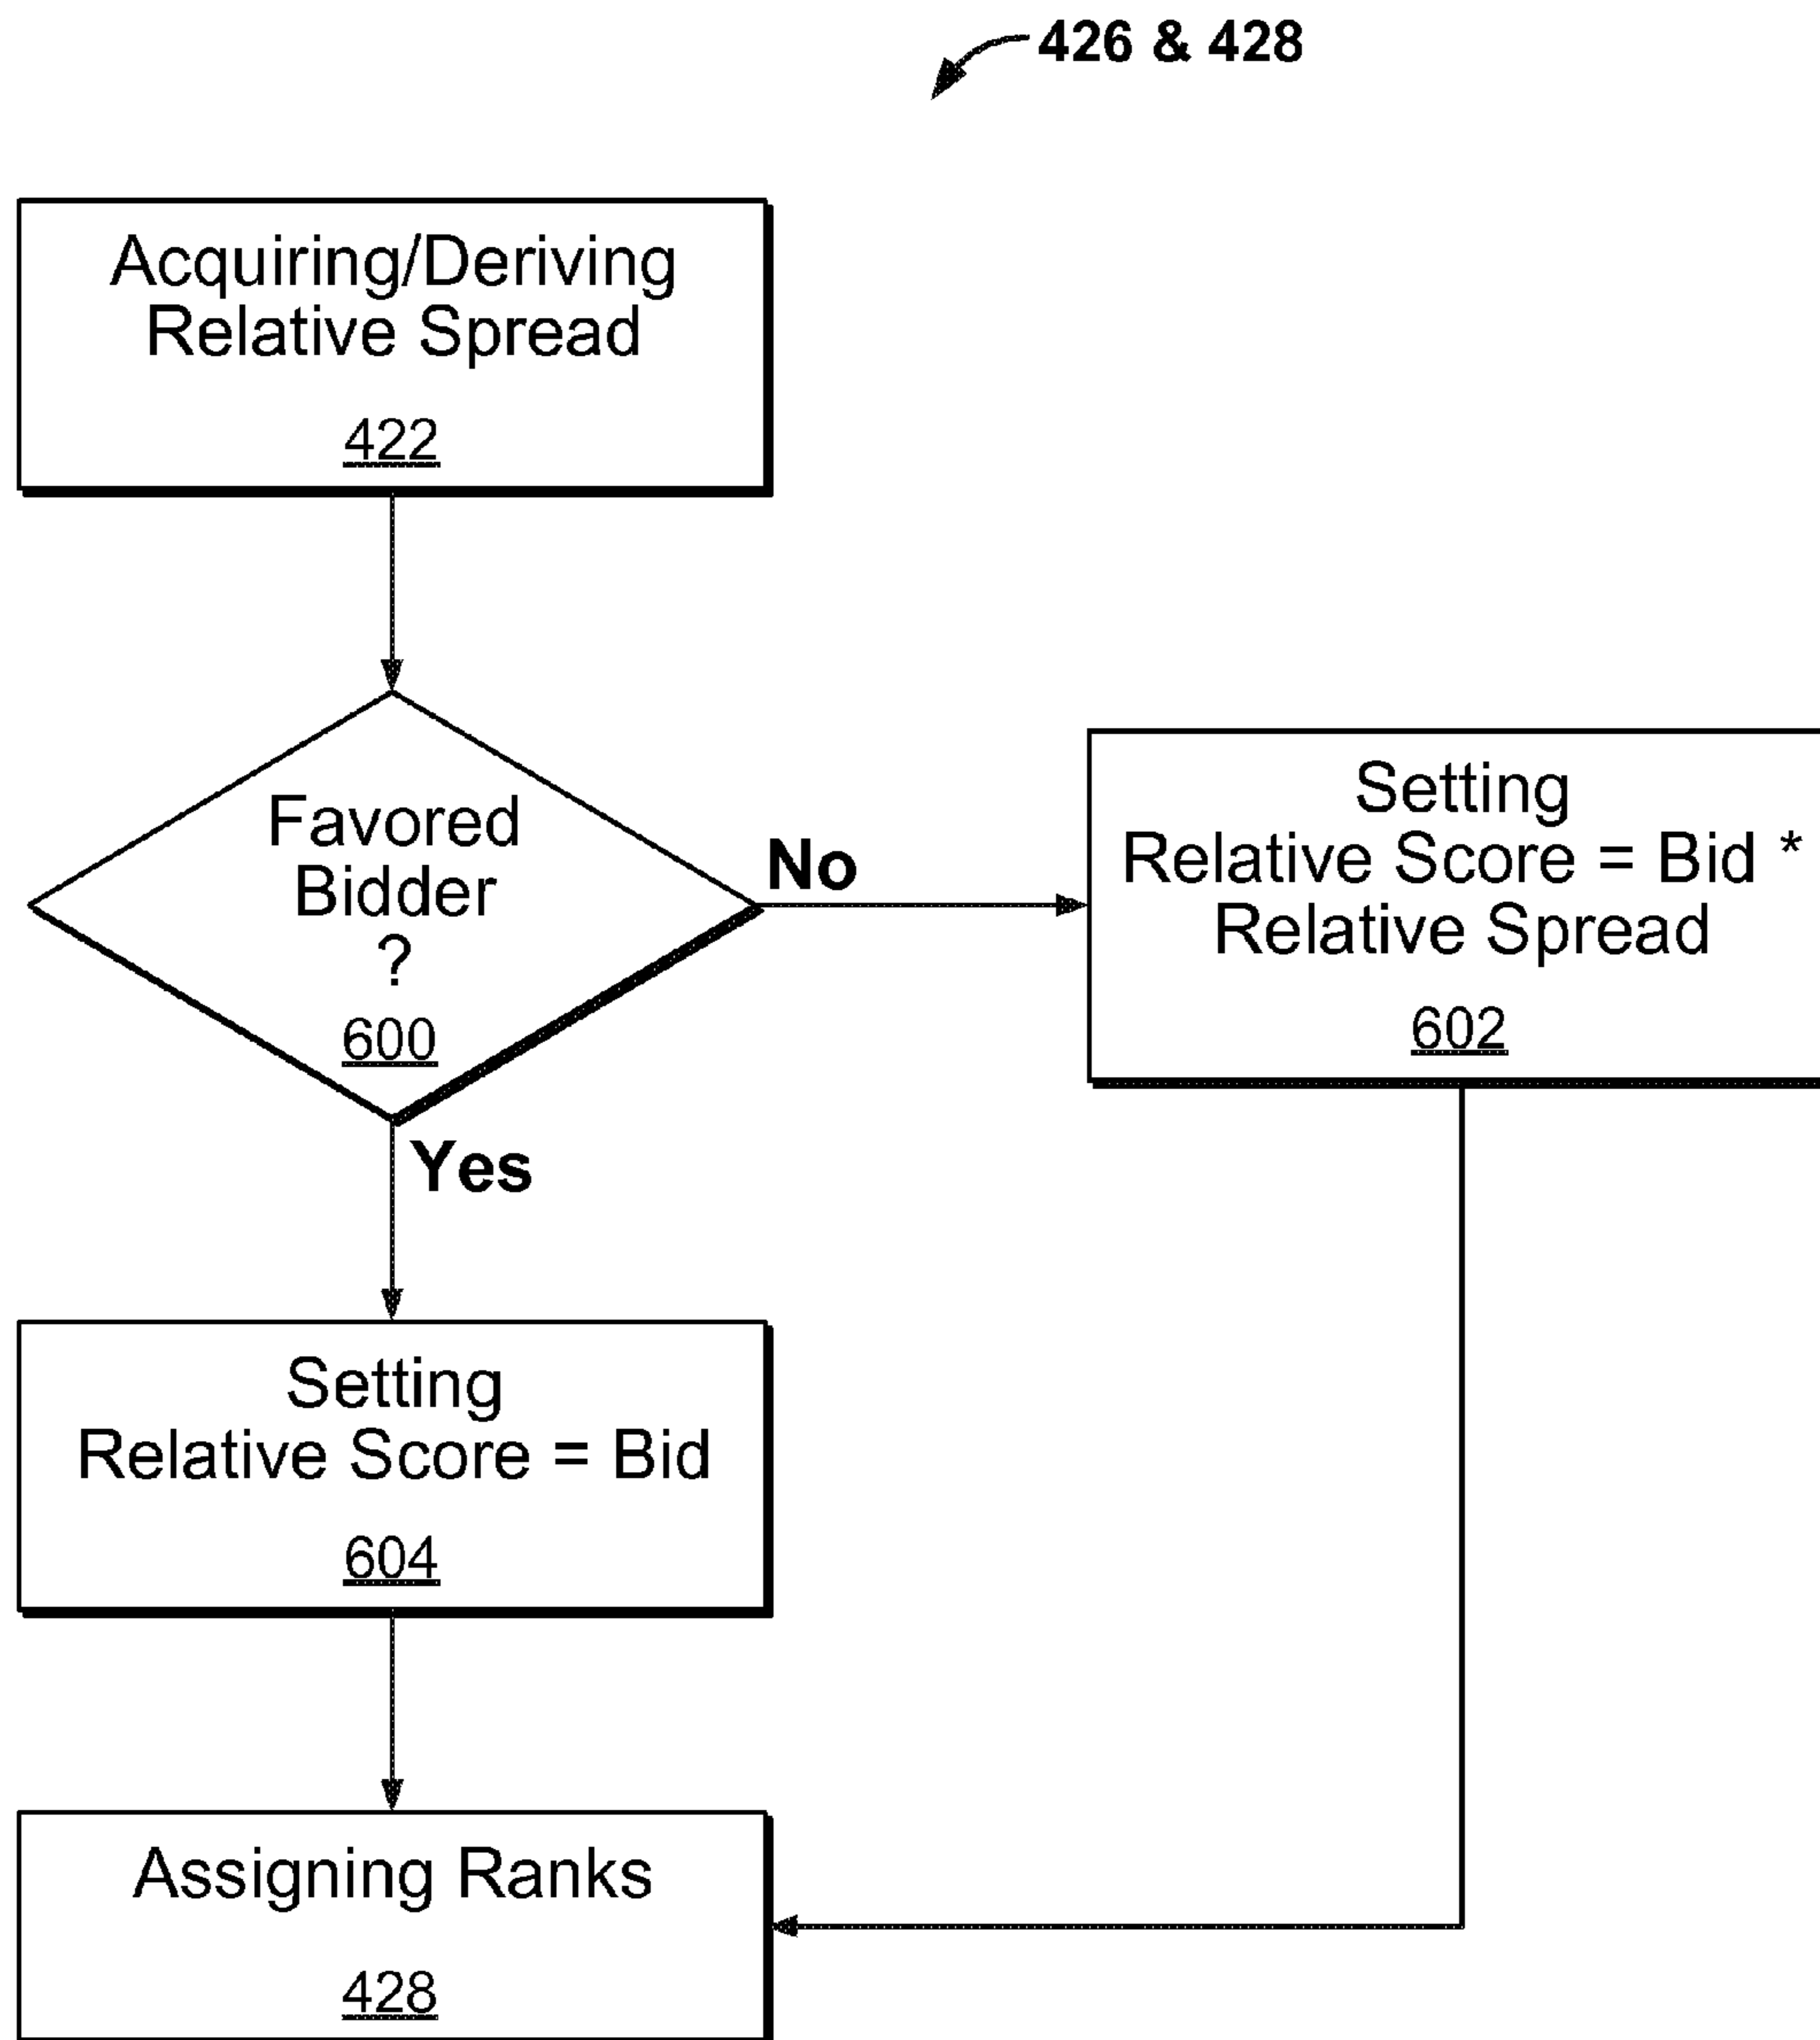 426 & 428
Acquiring/Deriving
Relative Spread
422
Favored
Bidder
?
600
No
Setting
Relative Score = Bid *
Relative Spread
602
Yes
Setting
Relative Score = Bid
604
Assigning Ranks
428